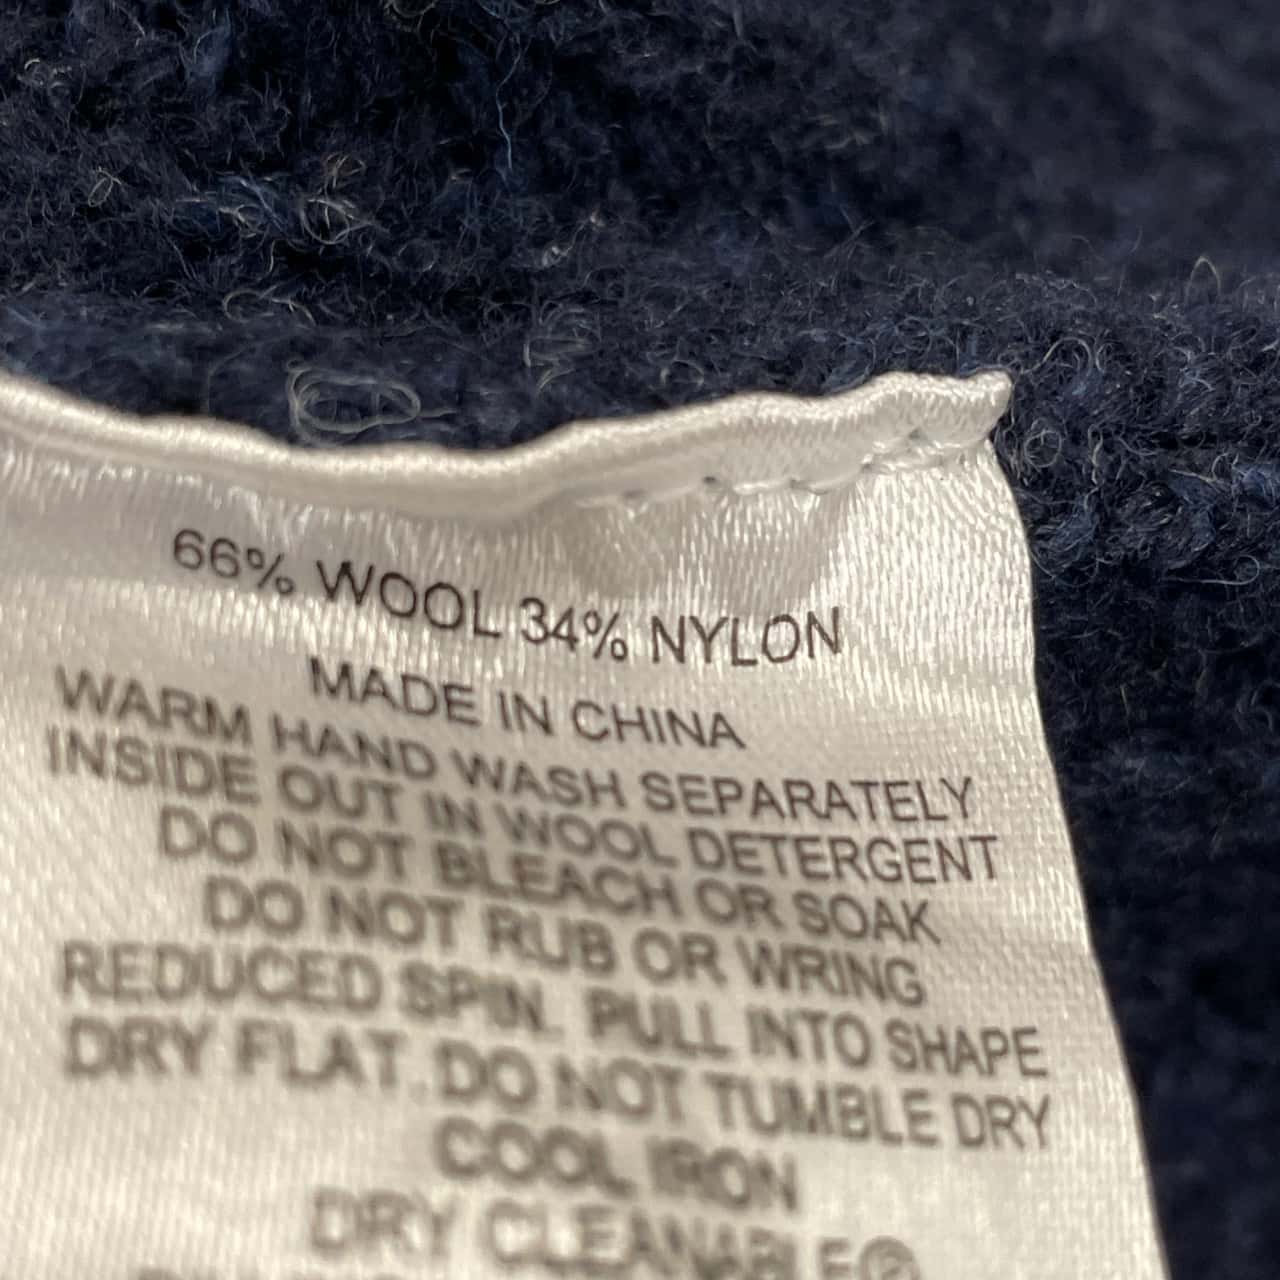 66% WOOL 34% NYLON
MADE IN CHINA
WARM HAND WASH SEPARATELY
INSIDE OUT IN WOOL DETERGENT
DO NOT BLEACH OR SOAK
DO NOT RUB OR WRING
REDUCED SPIN. PULL INTO SHAPE
DRY FLAT. DO NOT TUMBLE DRY
COOL IRON
DRY CLEANABLE Ⓟ